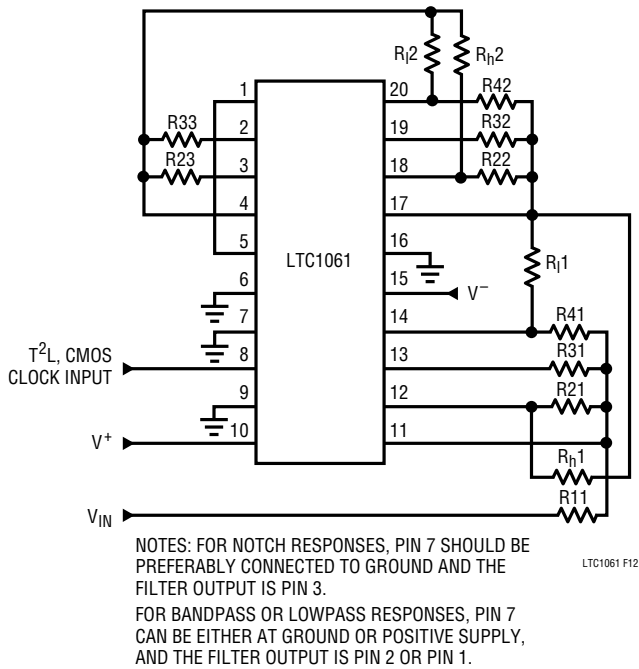 Rl2
Rh2
1
20
R42
R33
2
19
R32
R23
3
18
R22
4
17
5
LTC1061
16
Rl1
6
15
V–
7
14
R41
T2L, CMOS
CLOCK INPUT
8
13
R31
9
12
R21
V+
10
11
Rh1
R11
VIN
NOTES: FOR NOTCH RESPONSES, PIN 7 SHOULD BE
PREFERABLY CONNECTED TO GROUND AND THE
FILTER OUTPUT IS PIN 3.
LTC1061 F12
FOR BANDPASS OR LOWPASS RESPONSES, PIN 7
CAN BE EITHER AT GROUND OR POSITIVE SUPPLY,
AND THE FILTER OUTPUT IS PIN 2 OR PIN 1.